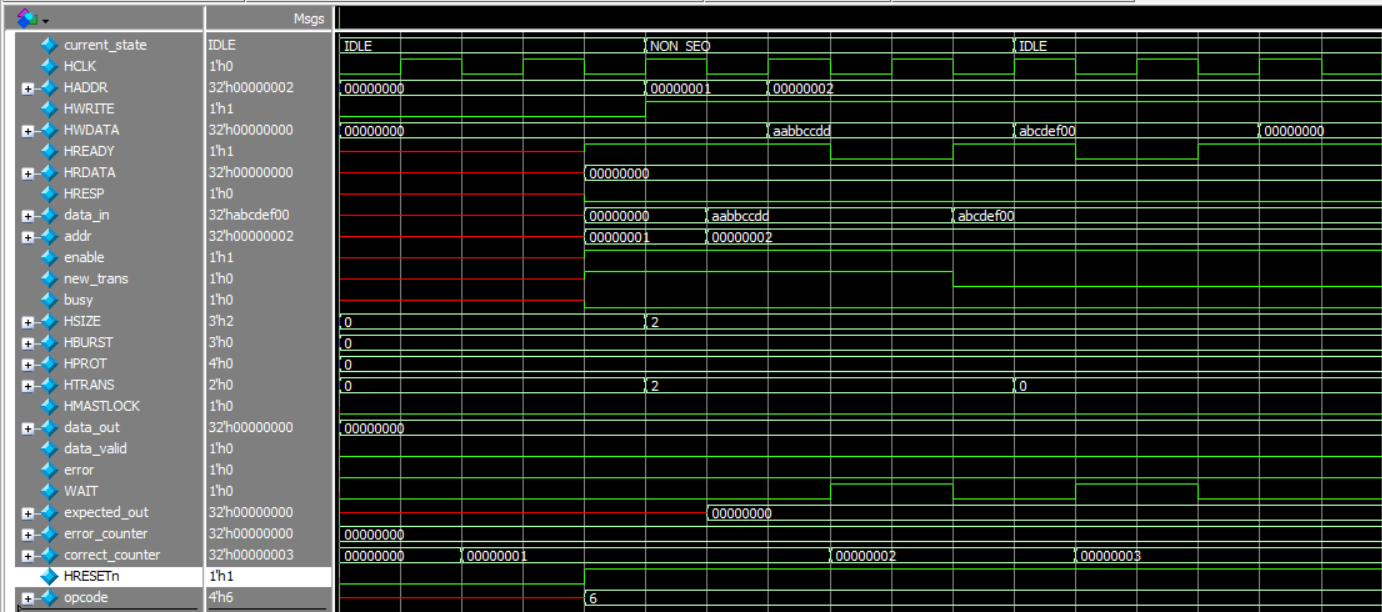 Msgs
current_state IDLE IDLE NON_SEQ IDLE
HCLK 1'h0
HADDR 32'h00000002 00000000 00000001 00000002
HWRITE 1'h1
HWDATA 32'h00000000 00000000 aabbccdd abcdef00 00000000
HREADY 1'h1
HRDATA 32'h00000000 00000000
HRESP 1'h0
data_in 32'habcdef00 00000000 aabbccdd abcdef00
addr 32'h00000002 00000001 00000002
enable 1'h1
new_trans 1'h0
busy 1'h0
HSIZE 3'h2 0 2
HBURST 3'h0 0
HPROT 4'h0 0
HTRANS 2'h0 0 2 0
HMASTLOCK 1'h0
data_out 32'h00000000 00000000
data_valid 1'h0
error 1'h0
WAIT 1'h0
expected_out 32'h00000000 00000000
error_counter 32'h00000000 00000000
correct_counter 32'h00000003 00000000 00000001 00000002 00000003
HRESETn 1'h1
opcode 4'h6 6